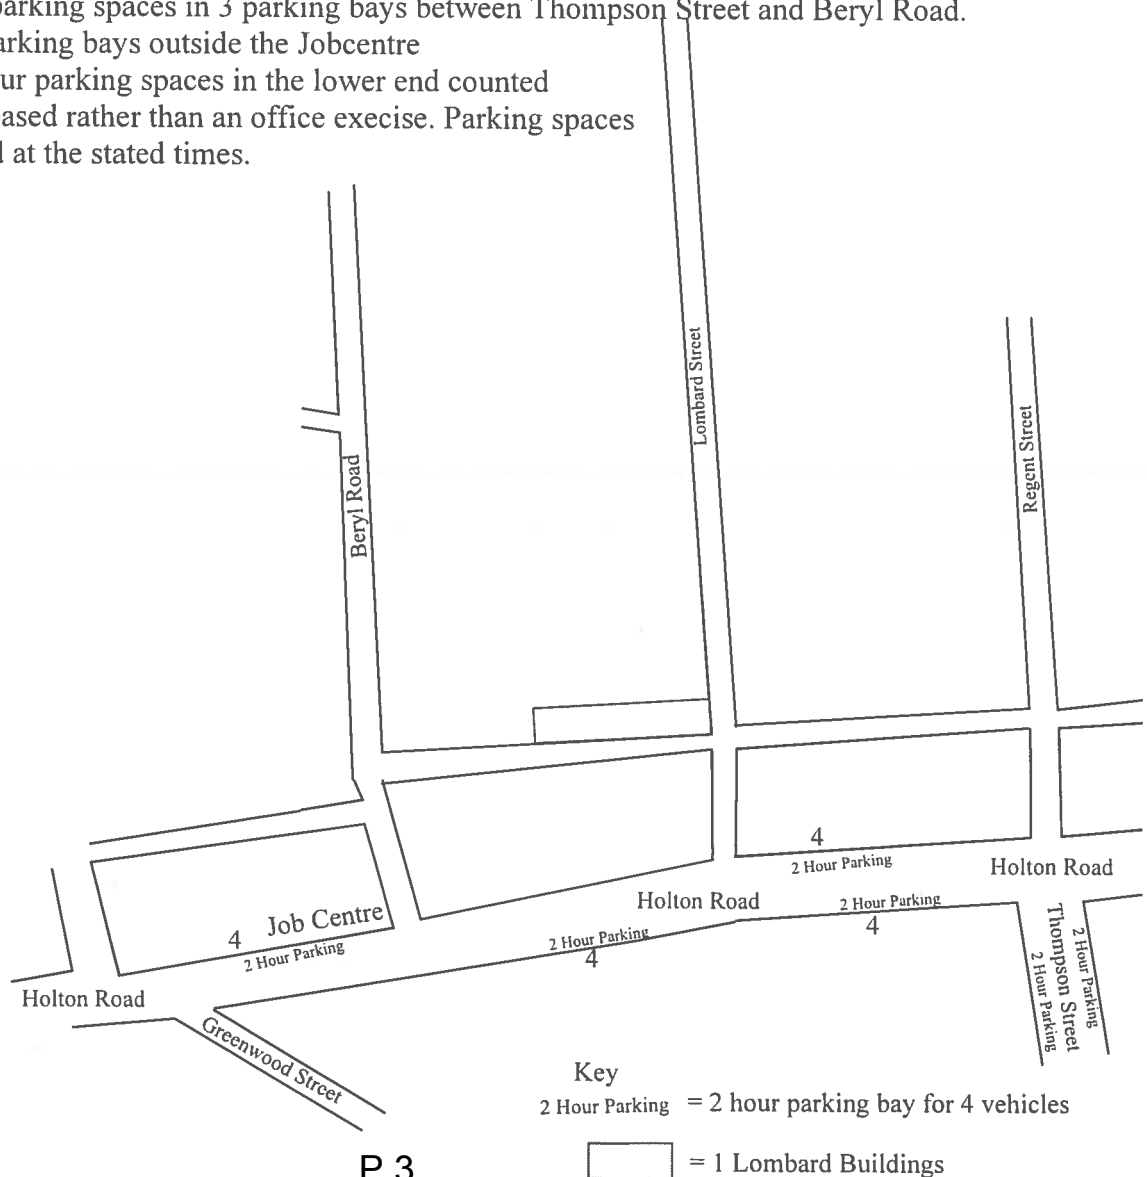 parking spaces in 3 parking bays between Thompson Street and Beryl Road.
arking bays outside the Jobcentre
ur parking spaces in the lower end counted
ased rather than an office execise. Parking spaces
at the stated times.
Lombard Street
Regent Street
Beryl Road
4
2 Hour Parking
Holton Road
Holton Road
2 Hour Parking
4
Job Centre
4
2 Hour Parking
2 Hour Parking
4
Thompson Street
2 Hour Parking
2 Hour Parking
Holton Road
Greenwood Street
Key
2 Hour Parking = 2 hour parking bay for 4 vehicles
= 1 Lombard Buildings
P 3